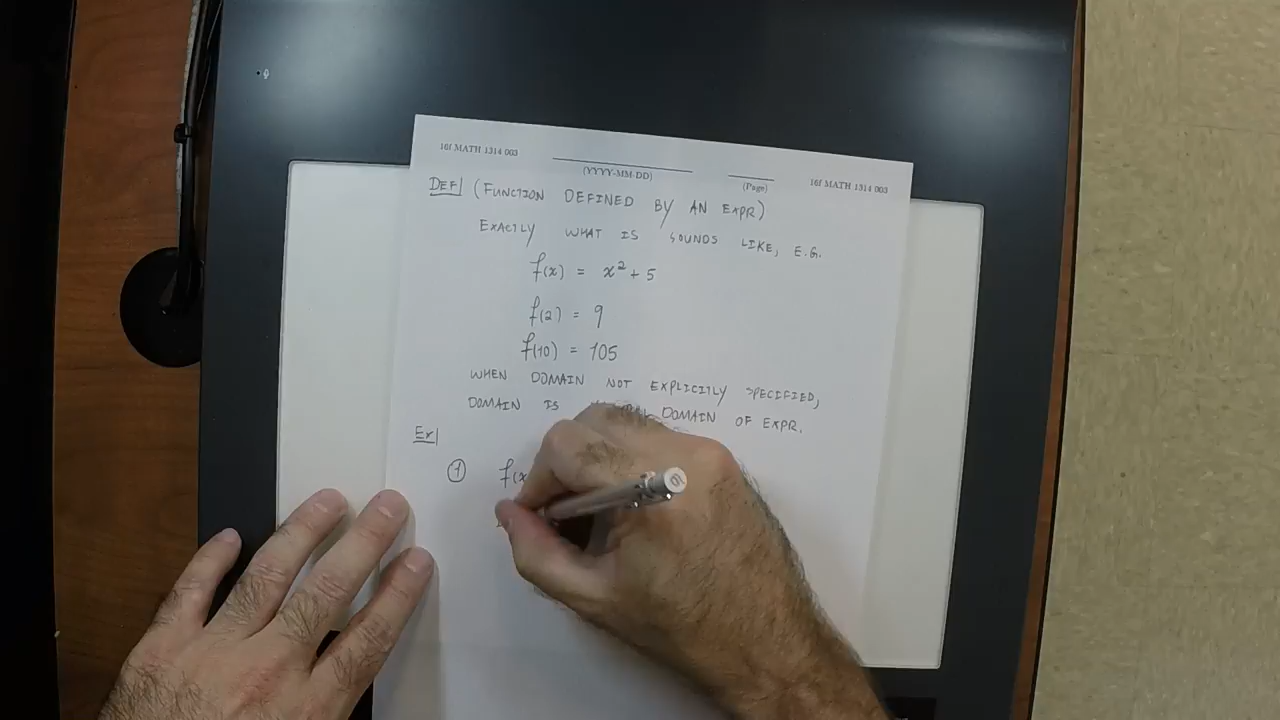 16f MATH 1314 003
(YYYY-MM-DD)
(Page)
16f MATH 1314 003
DEF (FUNCTION DEFINED BY AN EXPR)
EXACTLY WHAT IS SOUNDS LIKE, E.G.
f(x) = x² + 5
f(2) = 9
f(10) = 105
WHEN DOMAIN NOT EXPLICITLY SPECIFIED,
DOMAIN IS DOMAIN OF EXPR.
EX
① f(x